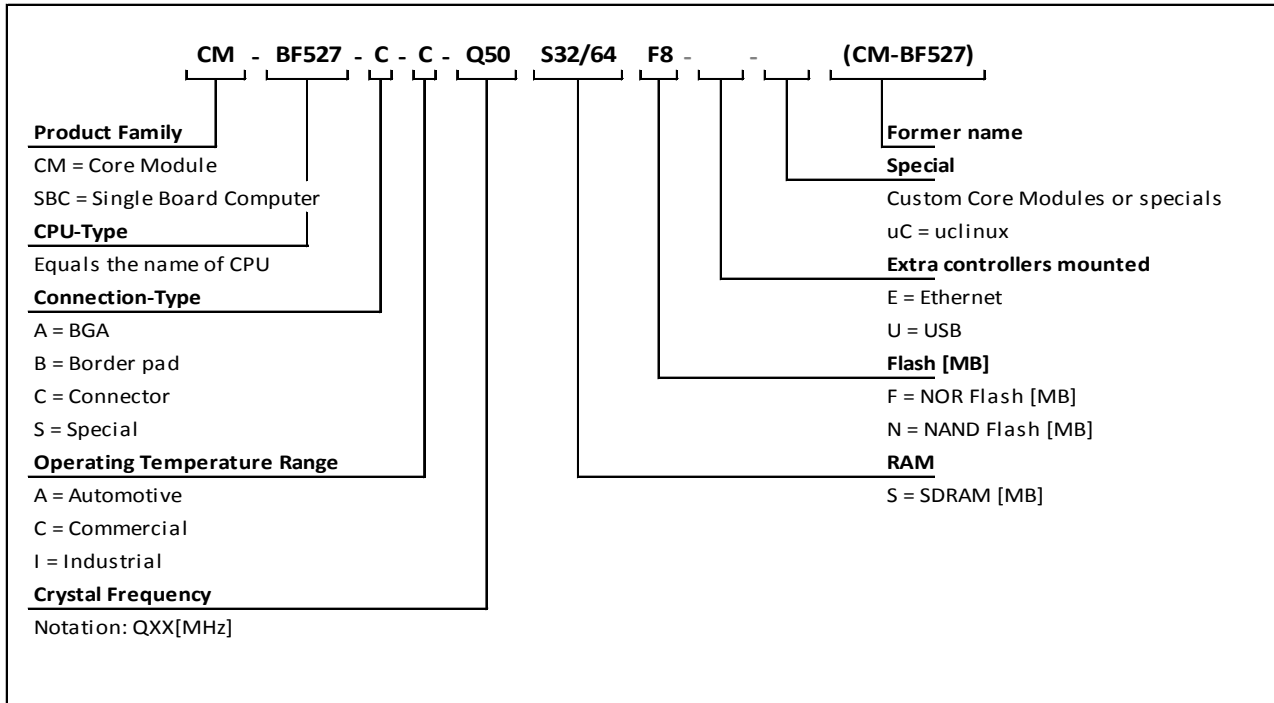 CM - BF527 - C - C - Q50 S32/64 F8 - - (CM-BF527)
Product Family
CM = Core Module
SBC = Single Board Computer
CPU-Type
Equals the name of CPU
Connection-Type
A = BGA
B = Border pad
C = Connector
S = Special
Operating Temperature Range
A = Automotive
C = Commercial
I = Industrial
Crystal Frequency
Notation: QXX[MHz]
Former name
Special
Custom Core Modules or specials
uC = uclinux
Extra controllers mounted
E = Ethernet
U = USB
Flash [MB]
F = NOR Flash [MB]
N = NAND Flash [MB]
RAM
S = SDRAM [MB]